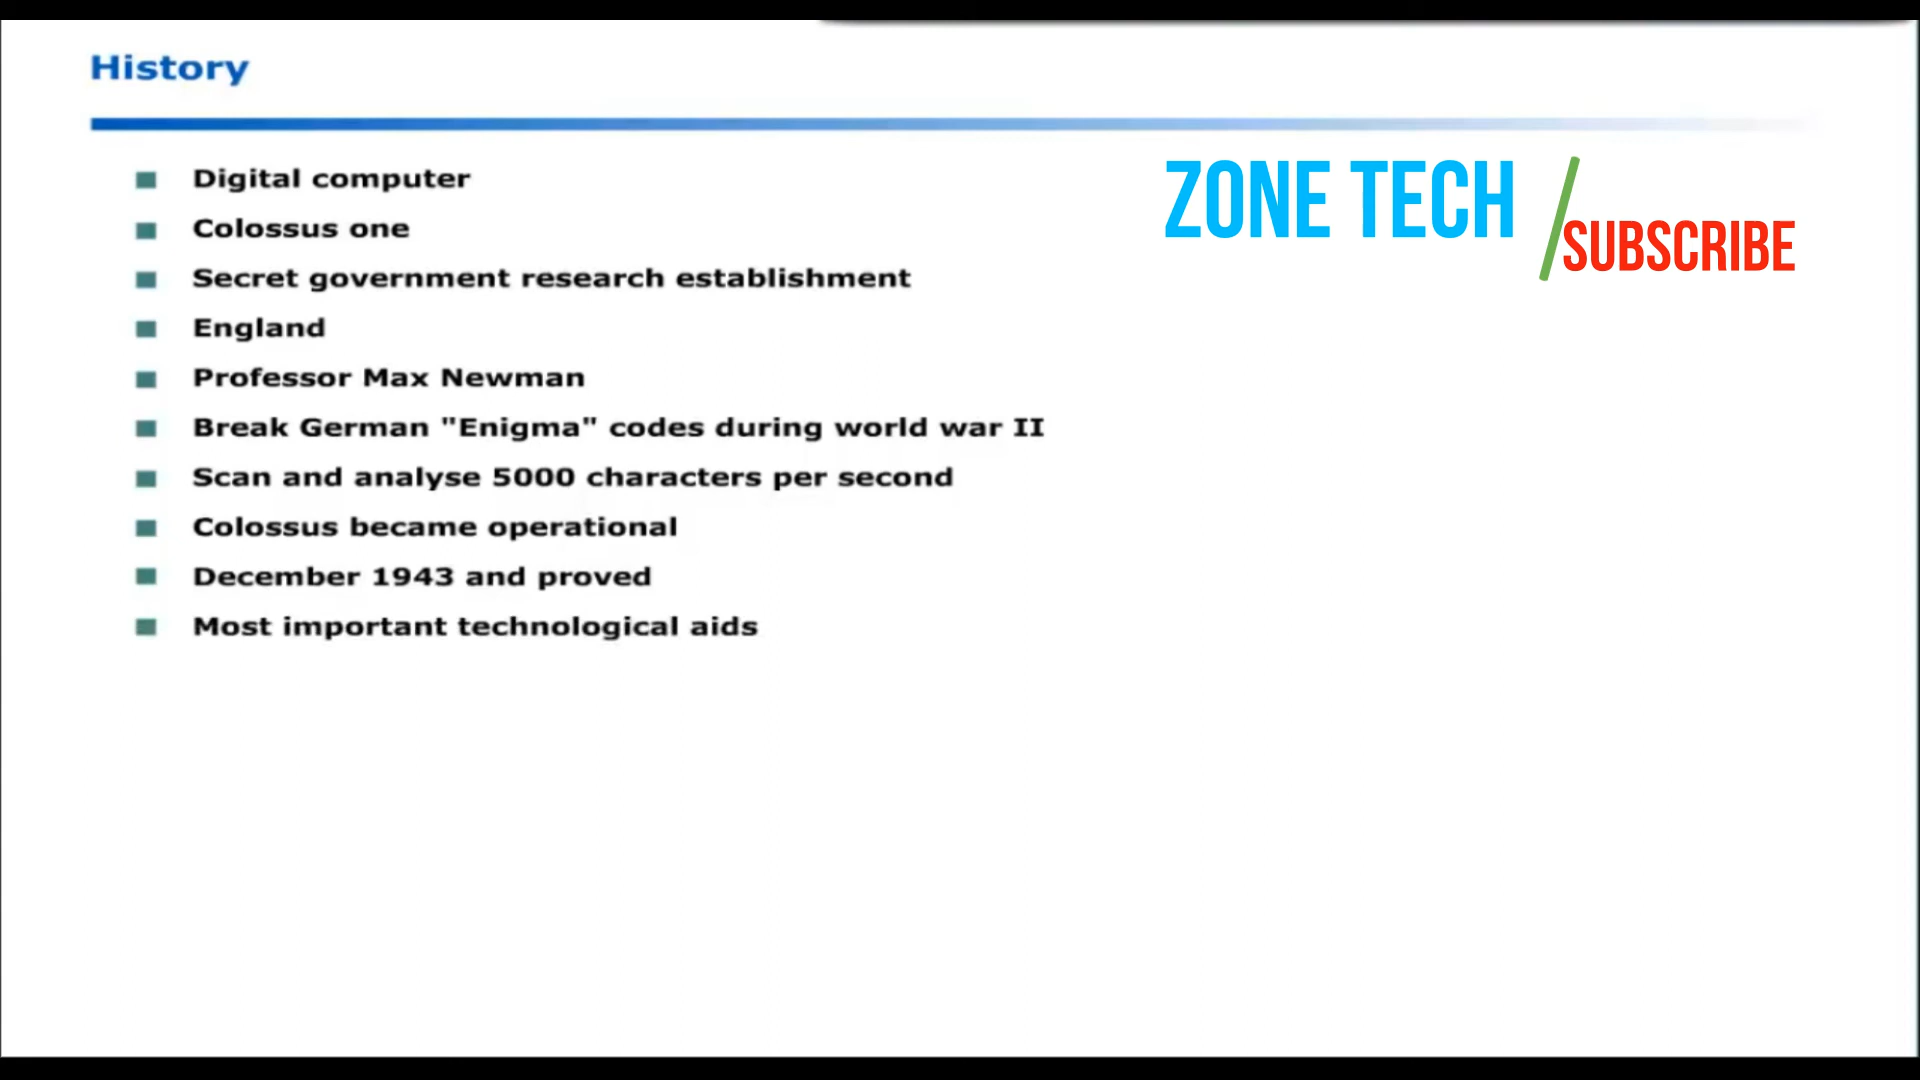 History
Digital computer
Colossus one
Secret government research establishment
England
Professor Max Newman
Break German "Enigma" codes during world war II
Scan and analyse 5000 characters per second
Colossus became operational
December 1943 and proved
Most important technological aids
ZONE TECH
SUBSCRIBE